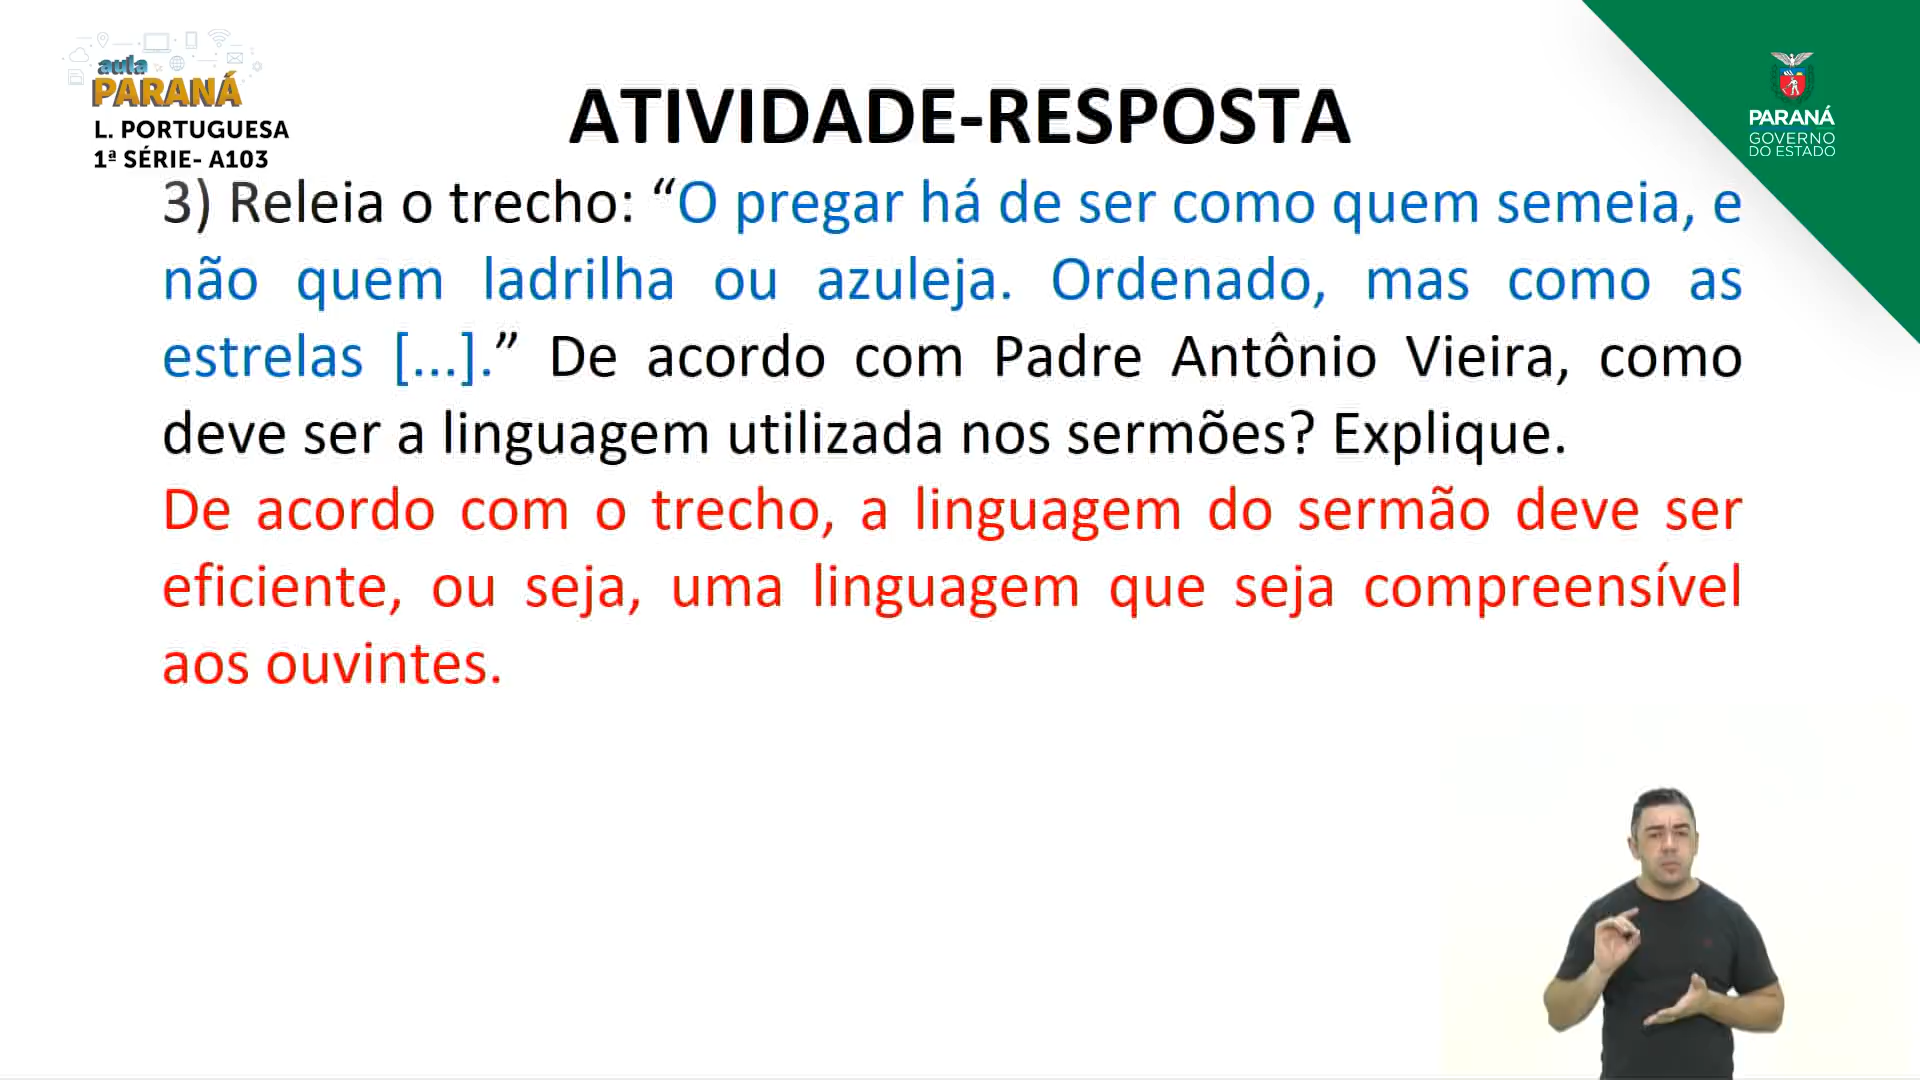 aula
PARANÁ
L. PORTUGUESA
1ª SÉRIE- A103
ATIVIDADE-RESPOSTA
PARANÁ
GOVERNO
DO ESTADO
3) Releia o trecho: “O pregar há de ser como quem semeia, e
não quem ladrilha ou azuleja. Ordenado, mas como as
estrelas [...].” De acordo com Padre Antônio Vieira, como
deve ser a linguagem utilizada nos sermões? Explique.
De acordo com o trecho, a linguagem do sermão deve ser
eficiente, ou seja, uma linguagem que seja compreensível
aos ouvintes.